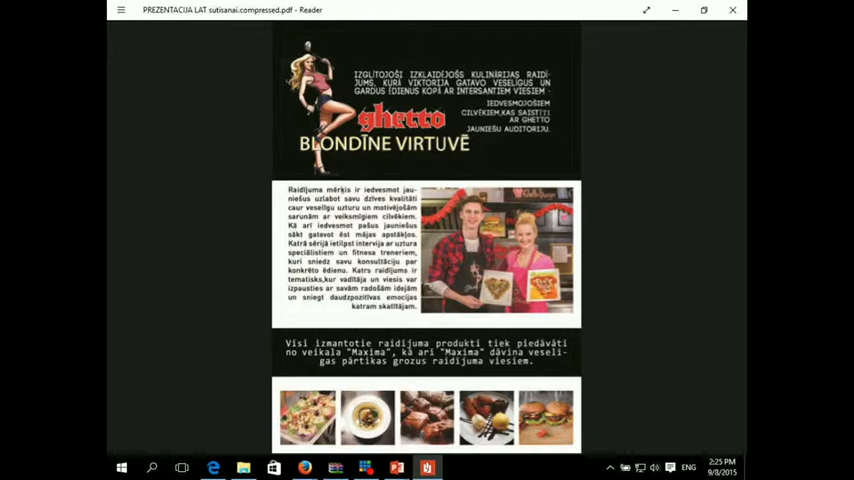 PREZENTACIJA LAT sutisanai.compressed.pdf - Reader
IZGLĪTOJOŠI IZKLAIDĒJOŠS KULINĀRIJAS RAIDĪ-
JUMS, KURĀ VIKTORIJA GATAVO VESELĪGUS UN
GARDUS ĒDIENUS KOPĀ AR INTERSANTIEM VIESIEM -
IEDVESMOJOŠIEM
CILVĒKIEM,KAS SAISTĪTI
AR GHETTO
JAUNIEŠU AUDITORIJU.
ghetto
BLONDĪNE VIRTUVĒ
Raidījuma mērķis ir iedvesmot jau-
niešus uzlabot savu dzīves kvalitāti
caur veselīgu uzturu un motivējošām
sarunām ar veiksmīgiem cilvēkiem.
Kā arī iedvesmot pašus jauniešus
sākt gatavot ēst mājas apstākļos.
Katrā sērijā ietilpst intervija ar uztura
speciālistiem un fitnesa treneriem,
kuri sniedz savu konsultāciju par
konkrēto ēdienu. Katrs raidījums ir
tematisks,kur vadītāja un viesis var
izpausties ar savām radošām idejām
un sniegt daudzpozitīvas emocijas
katram skatītājam.
Visi izmantotie raidījuma produkti tiek piedāvāti
no veikala "Maxima", kā arī "Maxima" dāvina veselī-
gas pārtikas grozus raidījuma viesiem.
ENG
2:25 PM
9/8/2015